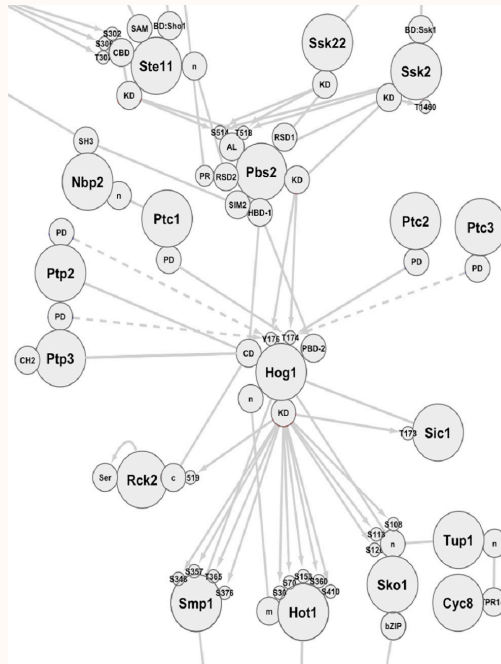 S302
SAM
BD:Sho1
Ssk22
BD:Ssk1
CBD
Ste11
n
Ssk2
KD
KD
KD
T1460
S514
T518
SH3
AL
RSD1
Nbp2
PR
RSD2
Pbs2
KD
n
Ptc1
SIM2
HBD-1
Ptc2
Ptc3
PD
PD
PD
PD
Ptp2
PD
Y176
T174
CD
PBD-2
CH2
Ptp3
Hog1
n
KD
T173
Sic1
Ser
Rck2
c
519
S108
S113
n
Tup1
n
S357
T365
S376
Smp1
m
Hot1
S360
S410
Sko1
Cyc8
bZIP